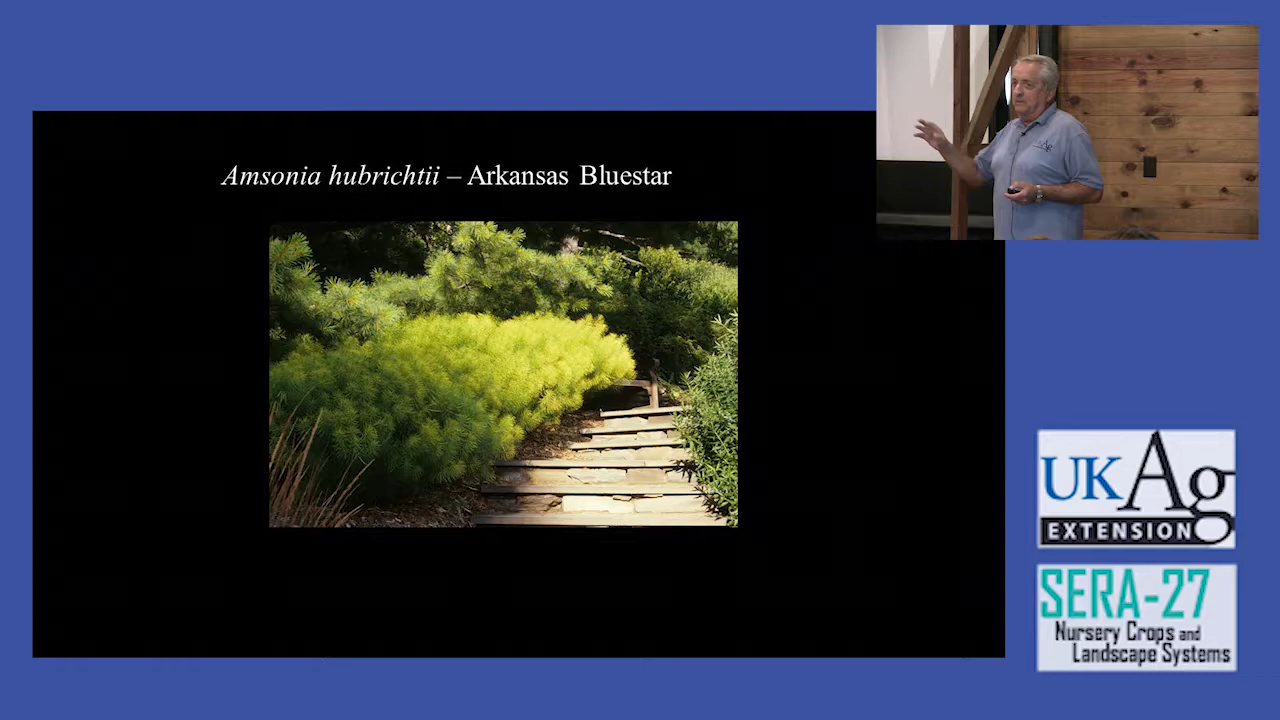 Amsonia hubrichtii – Arkansas Bluestar
UKAg
EXTENSION
SERA-27
Nursery Crops and
Landscape Systems